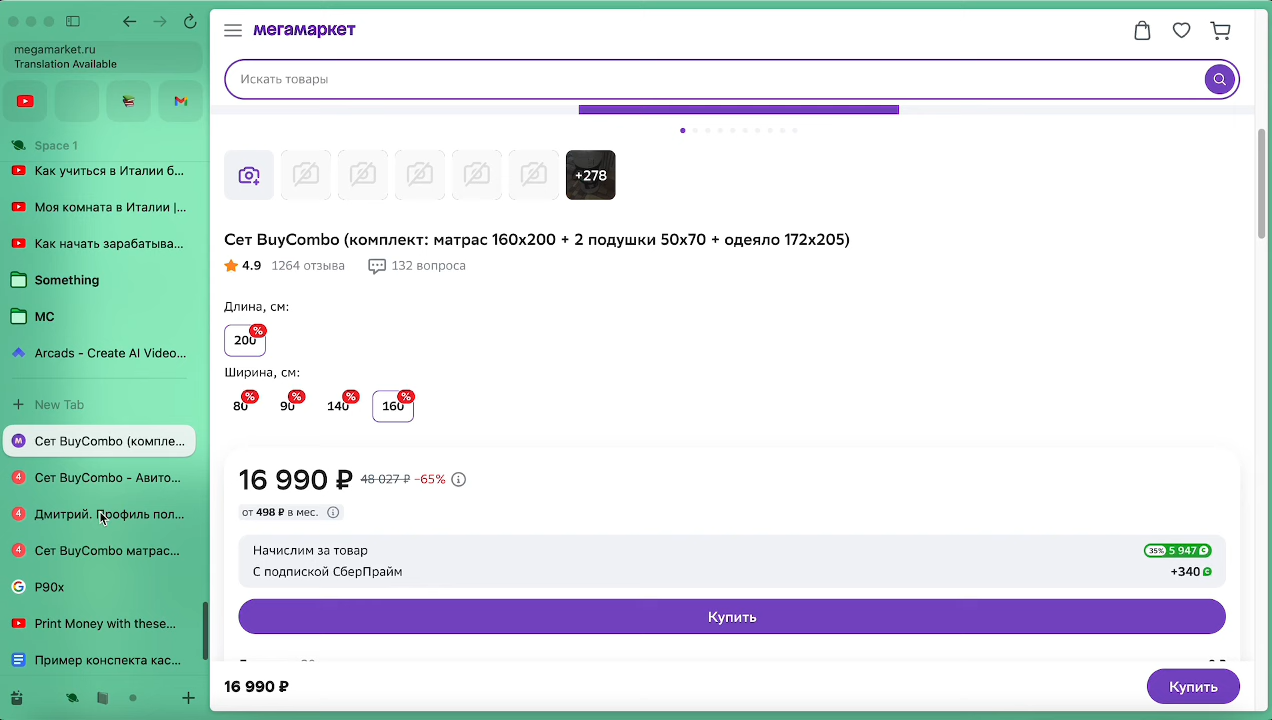 megamarket.ru
Translation Available
Space 1
Как учиться в Италии б...
Моя комната в Италии |...
Как начать зарабатыва...
Something
MC
Arcads - Create AI Video...
New Tab
Сет BuyCombo (компле...
Сет BuyCombo - Авито...
Дмитрий. Профиль пол...
Сет BuyCombo матрас...
P90x
Print Money with these...
Пример конспекта кас...
мегамаркет
Искать товары
+278
Сет BuyCombo (комплект: матрас 160х200 + 2 подушки 50х70 + одеяло 172х205)
4.9 1264 отзыва 132 вопроса
Длина, см:
200 %
Ширина, см:
80 % 90 % 140 % 160 %
16 990 ₽ 48 027 ₽ −65%
от 498 ₽ в мес.
Начислим за товар 35% 5 947
С подпиской СберПрайм +340
Купить
16 990 ₽ Купить